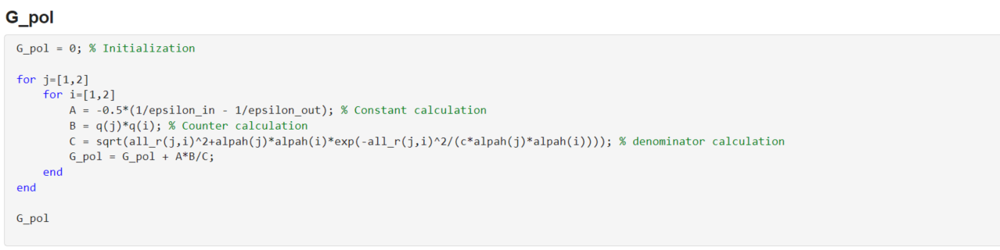 G_pol
G_pol = 0; % Initialization
for j=[1,2]
for i=[1,2]
A = -0.5*(1/epsilon_in - 1/epsilon_out); % Constant calculation
B = q(j)*q(i); % Counter calculation
C = sqrt(all_r(j,i)^2+alpah(j)*alpah(i)*exp(-all_r(j,i)^2/(c*alpah(j)*alpah(i)))); % denominator calculation
G_pol = G_pol + A*B/C;
end
end
G_pol